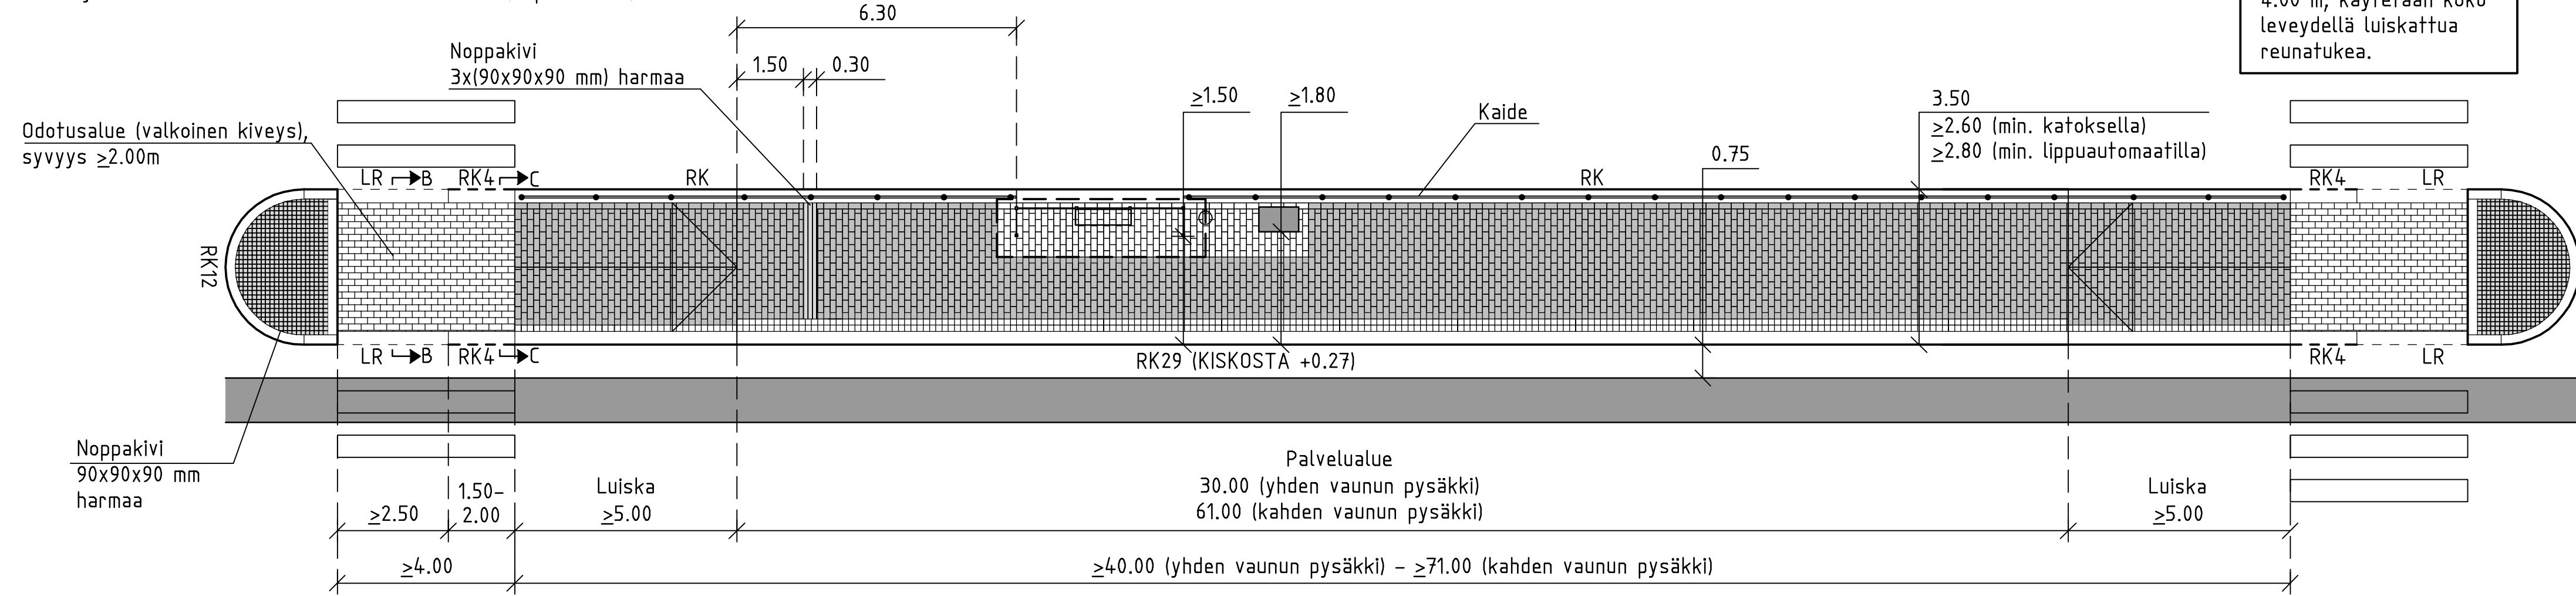 6.30
4.00 m, käytetään koko
leveydellä luiskattua
reunatukea.
Noppakivi
3x(90x90x90 mm) harmaa
1.50
0.30
≥1.50
≥1.80
Kaide
3.50
≥2.60 (min. katoksella)
≥2.80 (min. lippuautomaatilla)
0.75
Odotusalue (valkoinen kiveys),
syvyys ≥2.00m
LR
B
RK4
C
RK
RK
RK4
LR
RK12
LR
B
RK4
C
RK29 (KISKOSTA +0.27)
RK4
LR
Noppakivi
90x90x90 mm
harmaa
≥2.50
1.50-
2.00
Luiska
≥5.00
Palvelualue
30.00 (yhden vaunun pysäkki)
61.00 (kahden vaunun pysäkki)
Luiska
≥5.00
≥4.00
≥40.00 (yhden vaunun pysäkki) - ≥71.00 (kahden vaunun pysäkki)